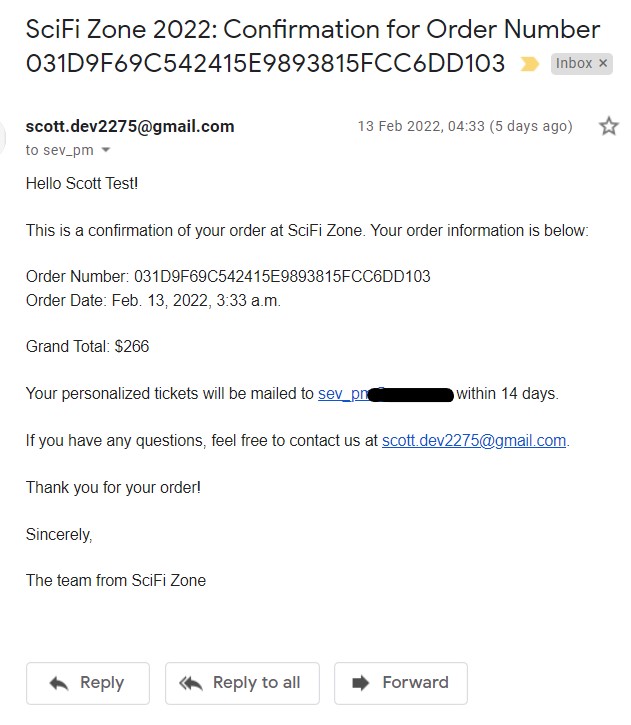 SciFi Zone 2022: Confirmation for Order Number
031D9F69C542415E9893815FCC6DD103 Inbox ×
scott.dev2275@gmail.com 13 Feb 2022, 04:33 (5 days ago)
to sev_pm
Hello Scott Test!
This is a confirmation of your order at SciFi Zone. Your order information is below:
Order Number: 031D9F69C542415E9893815FCC6DD103
Order Date: Feb. 13, 2022, 3:33 a.m.
Grand Total: $266
Your personalized tickets will be mailed to sev_pm within 14 days.
If you have any questions, feel free to contact us at scott.dev2275@gmail.com.
Thank you for your order!
Sincerely,
The team from SciFi Zone
Reply Reply to all Forward